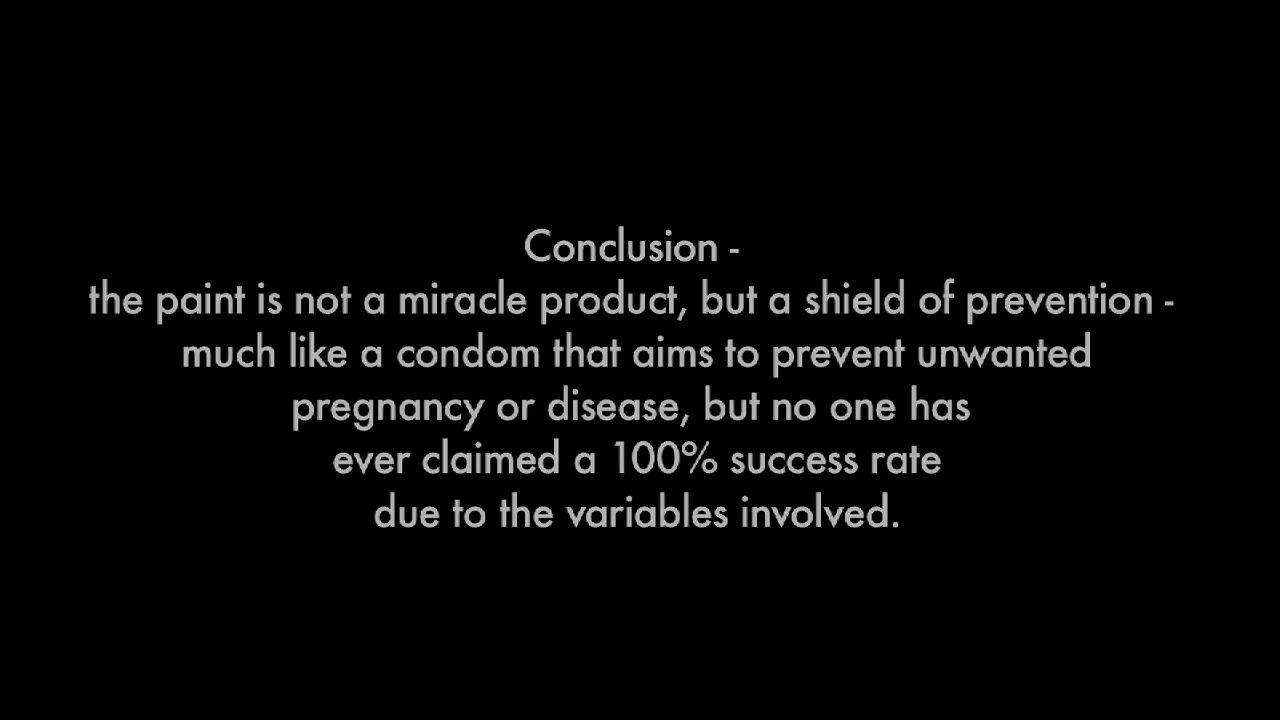 Conclusion -
the paint is not a miracle product, but a shield of prevention -
much like a condom that aims to prevent unwanted
pregnancy or disease, but no one has
ever claimed a 100% success rate
due to the variables involved.